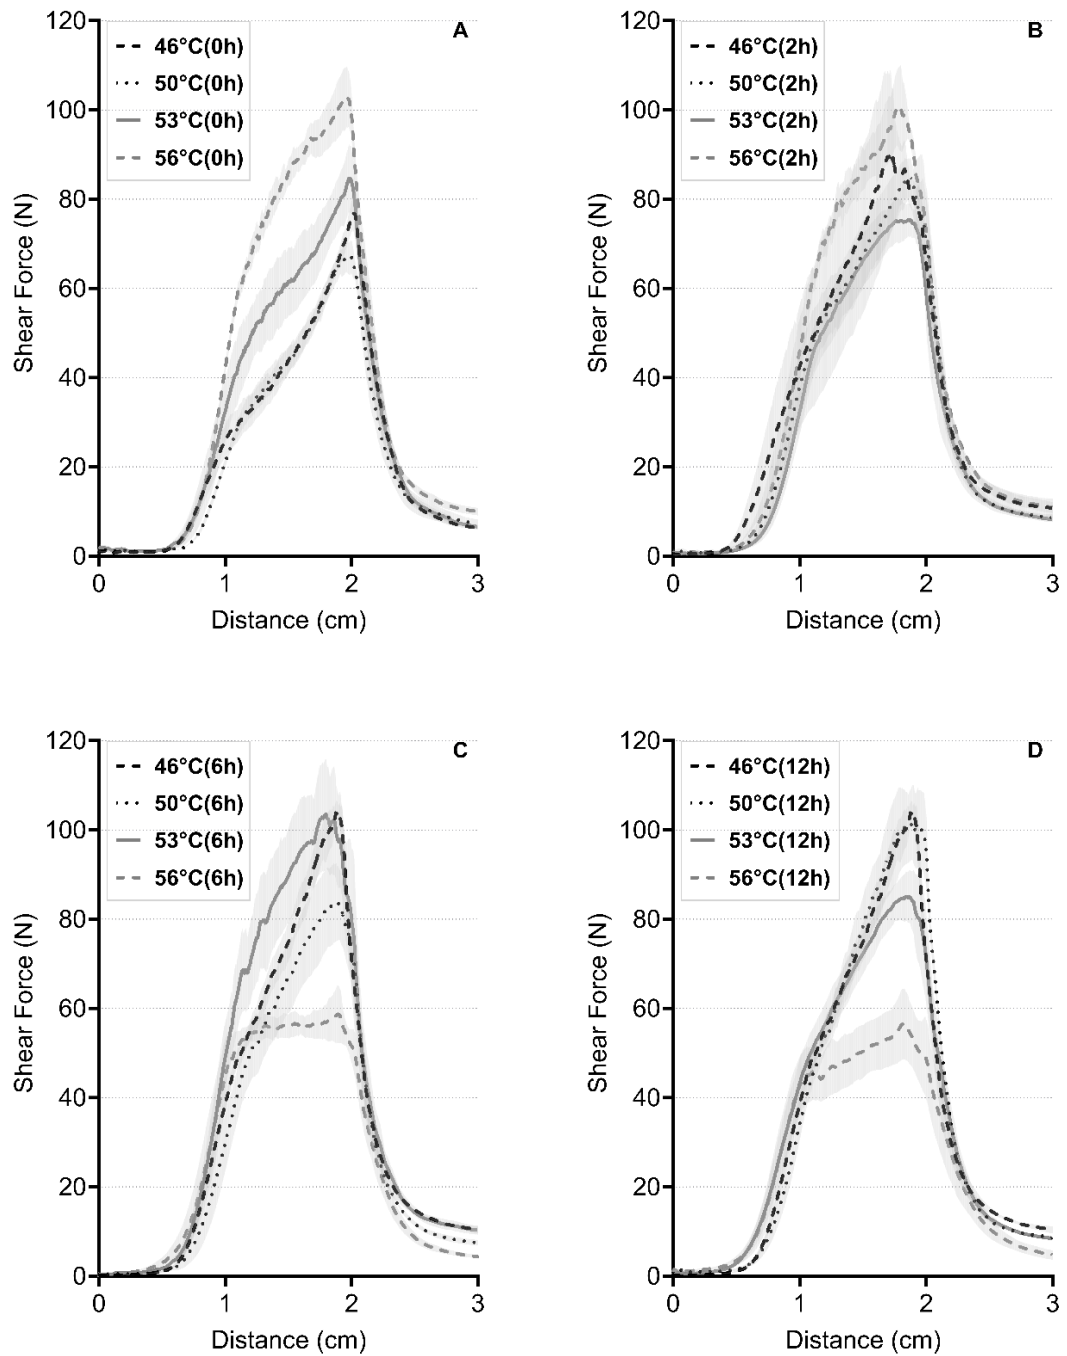 A
46°C(0h)
50°C(0h)
53°C(0h)
56°C(0h)
120
100
80
60
40
20
0
Shear Force (N)
0 1 2 3
Distance (cm)
B
46°C(2h)
50°C(2h)
53°C(2h)
56°C(2h)
120
100
80
60
40
20
0
Shear Force (N)
0 1 2 3
Distance (cm)
C
46°C(6h)
50°C(6h)
53°C(6h)
56°C(6h)
120
100
80
60
40
20
0
Shear Force (N)
0 1 2 3
Distance (cm)
D
46°C(12h)
50°C(12h)
53°C(12h)
56°C(12h)
120
100
80
60
40
20
0
Shear Force (N)
0 1 2 3
Distance (cm)